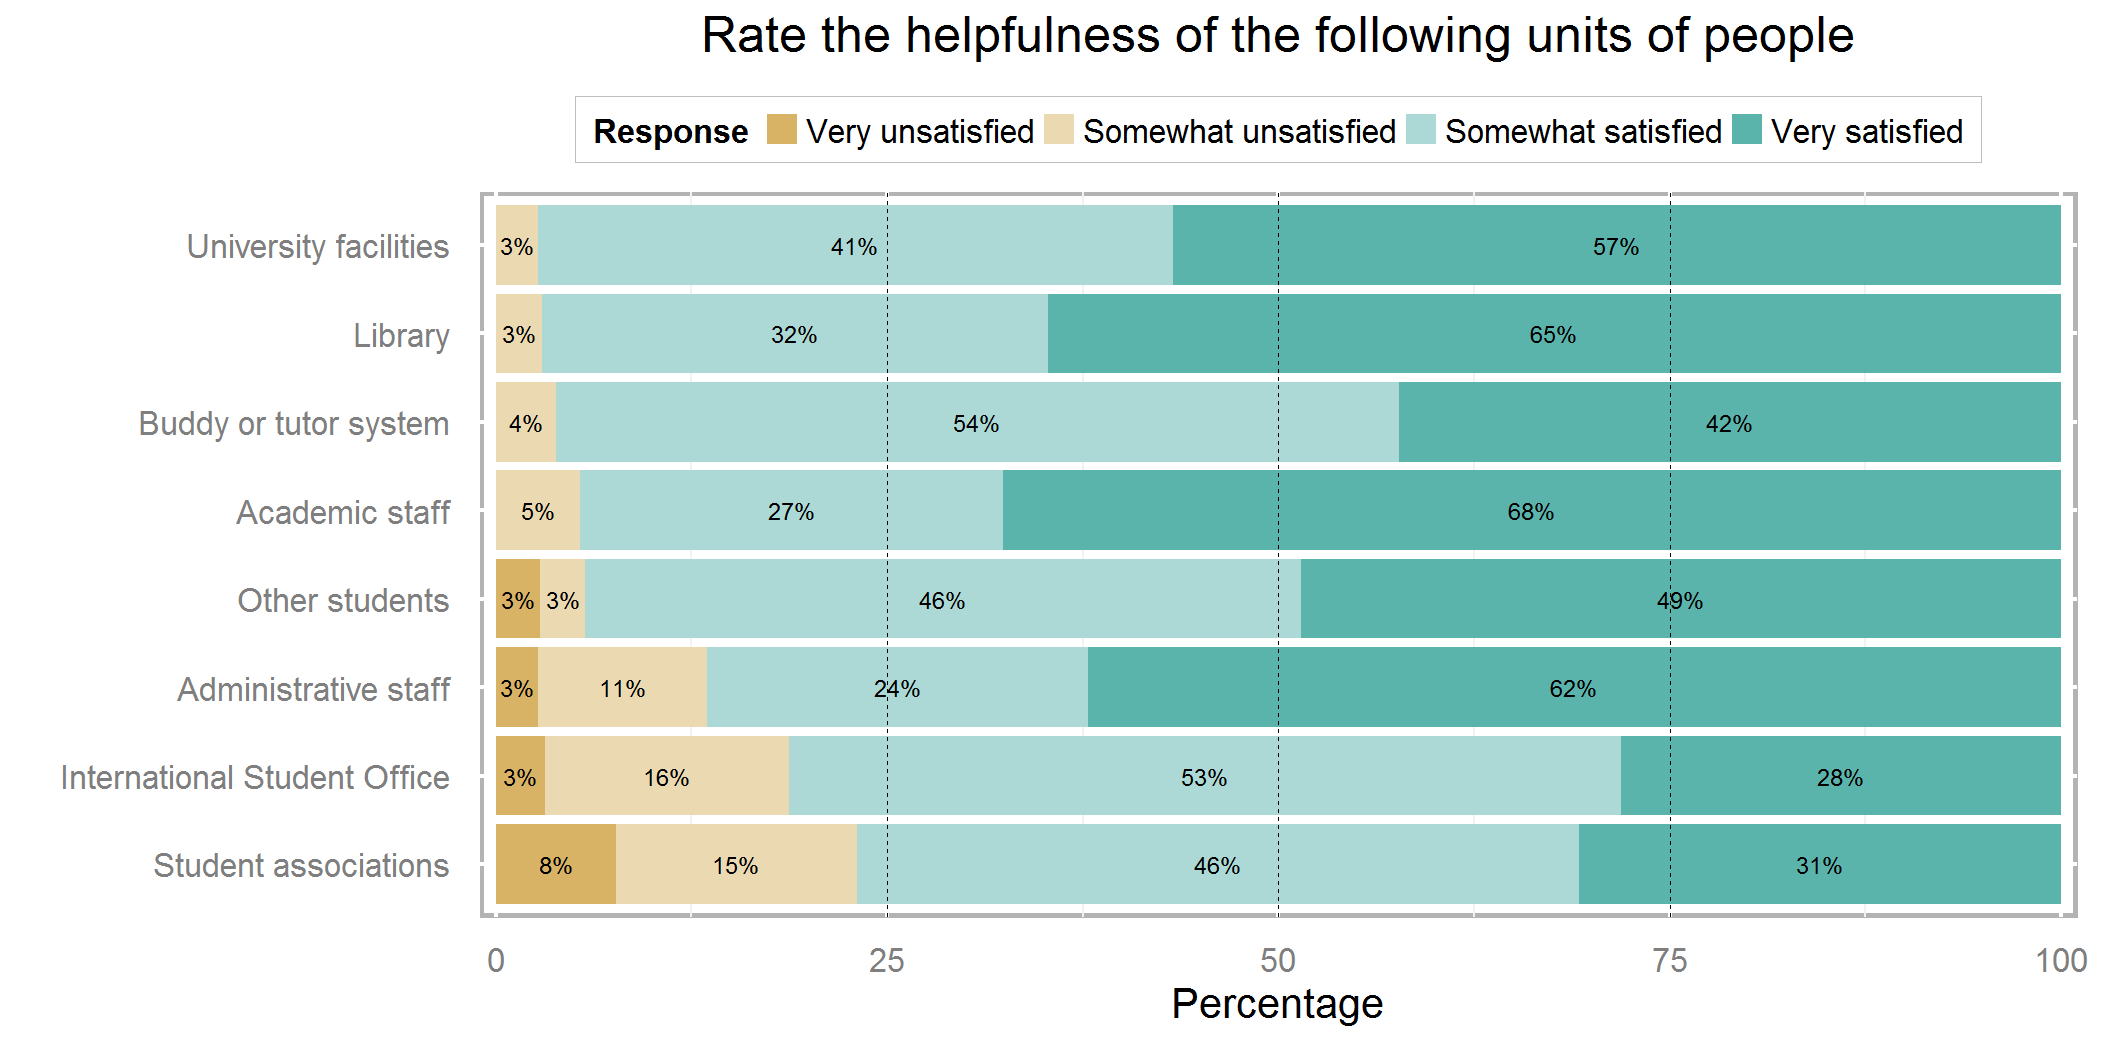 Rate the helpfulness of the following units of people
Response Very unsatisfied Somewhat unsatisfied Somewhat satisfied Very satisfied
University facilities 3% 41% 57%
Library 3% 32% 65%
Buddy or tutor system 4% 54% 42%
Academic staff 5% 27% 68%
Other students 3% 3% 46% 49%
Administrative staff 3% 11% 24% 62%
International Student Office 3% 16% 53% 28%
Student associations 8% 15% 46% 31%
0 25 50 75 100
Percentage